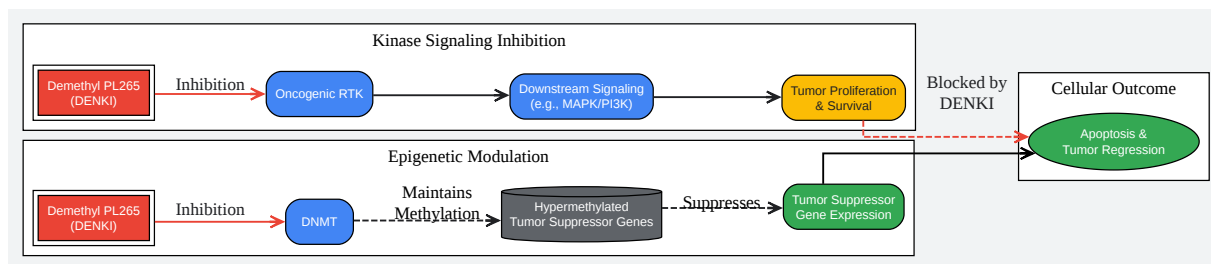 Kinase Signaling Inhibition
Demethyl PL265
(DENKI)
Inhibition
Oncogenic RTK
Downstream Signaling
(e.g., MAPK/PI3K)
Tumor Proliferation
& Survival
Blocked by
DENKI
Cellular Outcome
Apoptosis &
Tumor Regression
Epigenetic Modulation
Demethyl PL265
(DENKI)
Inhibition
DNMT
Maintains
Methylation
Hypermethylated
Tumor Suppressor Genes
Suppresses
Tumor Suppressor
Gene Expression